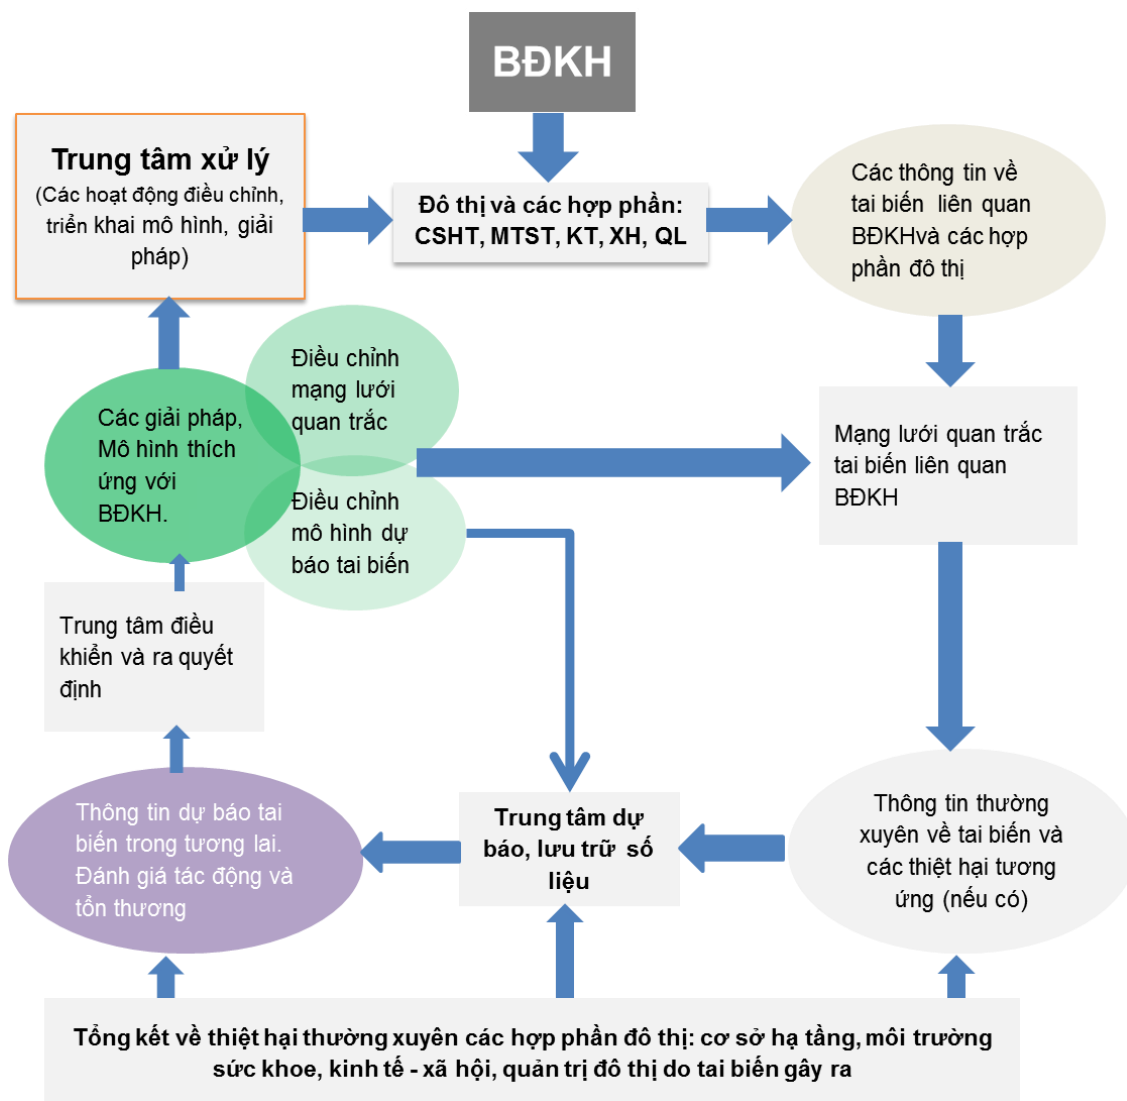 BĐKH
Trung tâm xử lý
(Các hoạt động điều chỉnh,
triển khai mô hình, giải
pháp)
Đô thị và các hợp phần:
CSHT, MTST, KT, XH, QL
Các thông tin về
tai biến liên quan
BĐKHvà các hợp
phần đô thị
Điều chỉnh
mạng lưới
quan trắc
Các giải pháp,
Mô hình thích
ứng với
BĐKH.
Mạng lưới quan trắc
tai biến liên quan
BĐKH
Điều chỉnh
mô hình dự
báo tai biến
Trung tâm điều
khiển và ra quyết
định
Thông tin dự báo tai
biến trong tương lai.
Đánh giá tác động và
tổn thương
Trung tâm dự
báo, lưu trữ số
liệu
Thông tin thường
xuyên về tai biến và
các thiệt hại tương
ứng (nếu có)
Tổng kết về thiệt hại thường xuyên các hợp phần đô thị: cơ sở hạ tầng, môi trường
sức khoe, kinh tế - xã hội, quản trị đô thị do tai biến gây ra